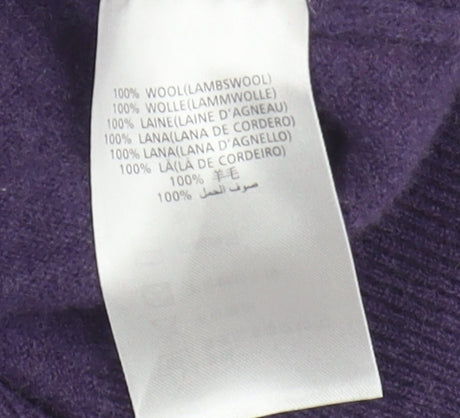 100% WOOL(LAMBSWOOL)
100% WOLLE(LAMMWOLLE)
100% LAINE(LAINE D'AGNEAU)
100% LANA(LANA DE CORDERO)
100% LANA(LANA D'AGNELLO)
100% LÃ(LÃ DE CORDEIRO)
100% 羊毛
100% صوف الحمل